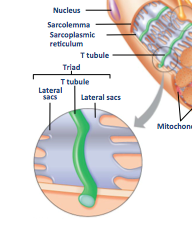 Nucleus
Sarcolemma
Sarcoplasmic
reticulum
T tubule
Triad
T tubule
Lateral
sacs
Lateral sacs